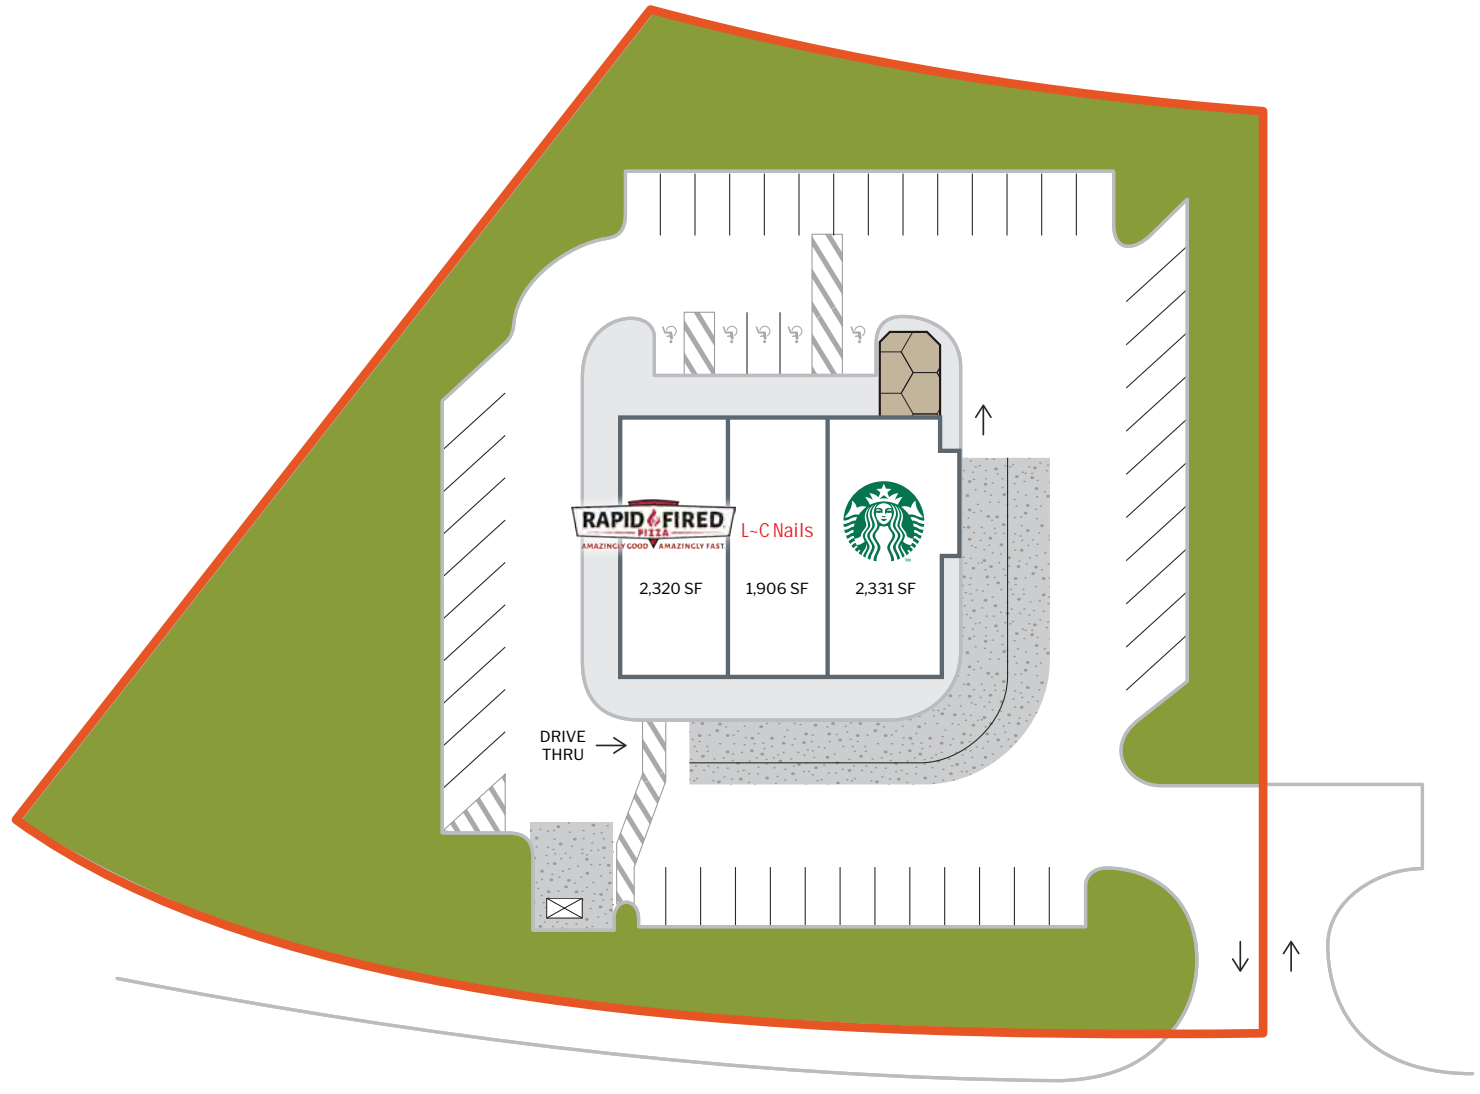 RAPID FIRED
PIZZA
AMAZINGLY GOOD AMAZINGLY FAST
L~C Nails
2,320 SF
1,906 SF
2,331 SF
DRIVE
THRU